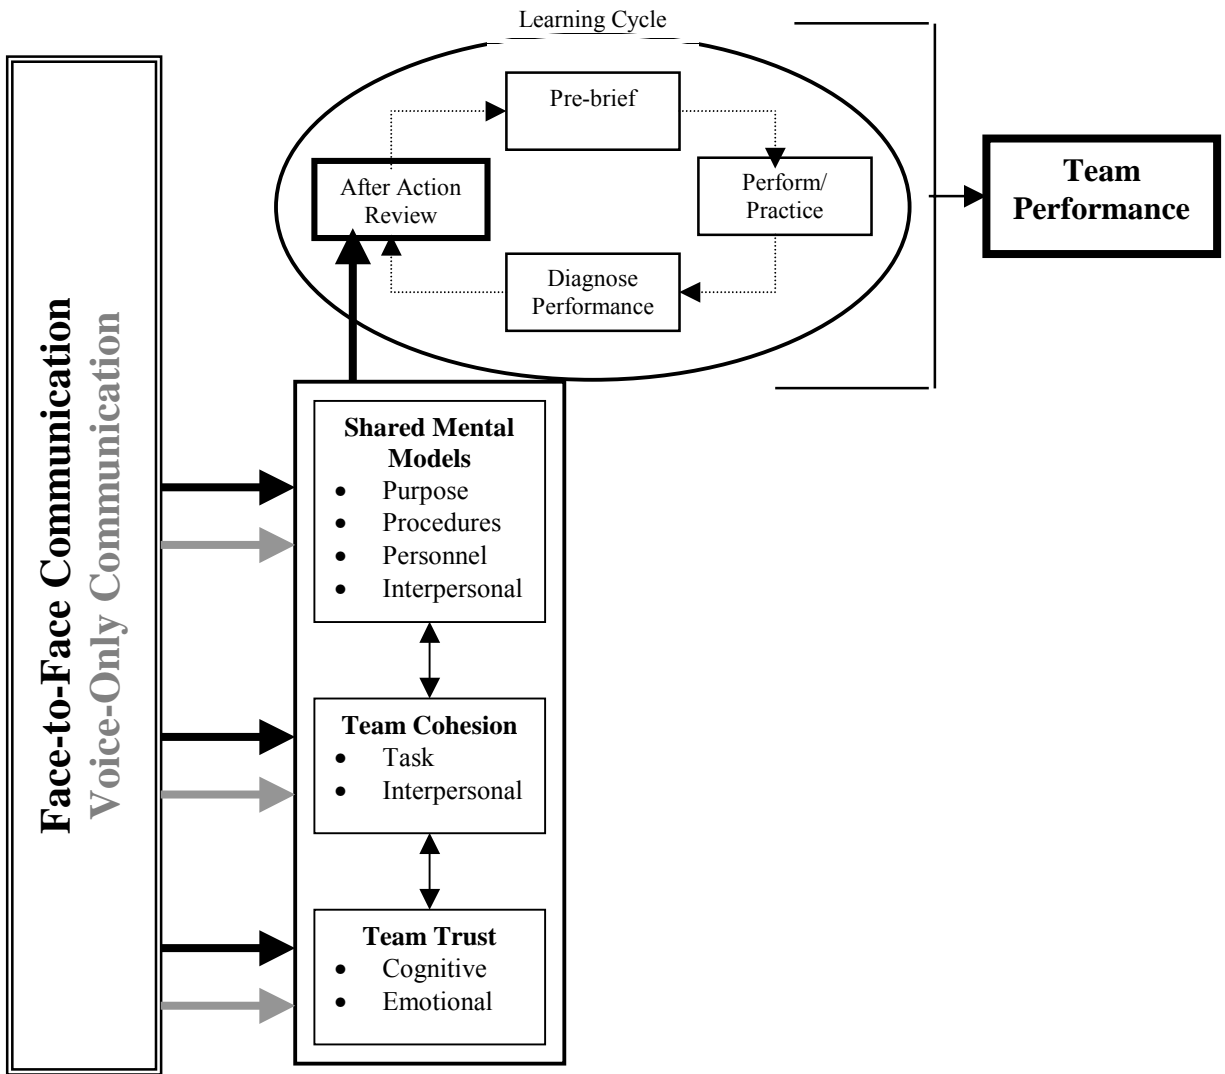 Learning Cycle
Pre-brief
After Action
Review
Perform/
Practice
Diagnose
Performance
Team
Performance
Face-to-Face Communication
Voice-Only Communication
Shared Mental
Models
• Purpose
• Procedures
• Personnel
• Interpersonal
Team Cohesion
• Task
• Interpersonal
Team Trust
• Cognitive
• Emotional